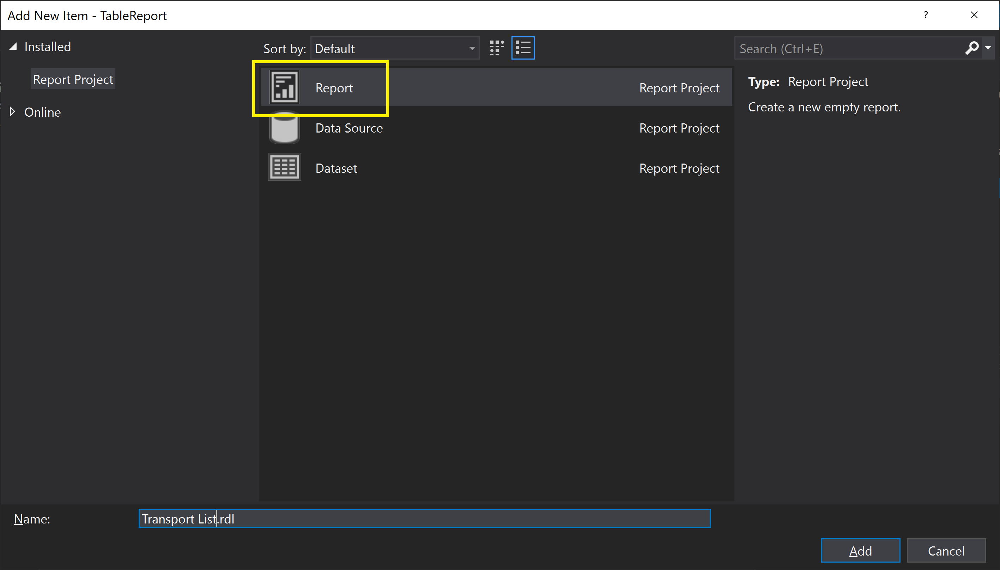 Add New Item - TableReport
?
Installed
Report Project
Online
Sort by: Default
Search (Ctrl+E)
Report Report Project
Data Source Report Project
Dataset Report Project
Type: Report Project
Create a new empty report.
Name: Transport List.rdl
Add Cancel